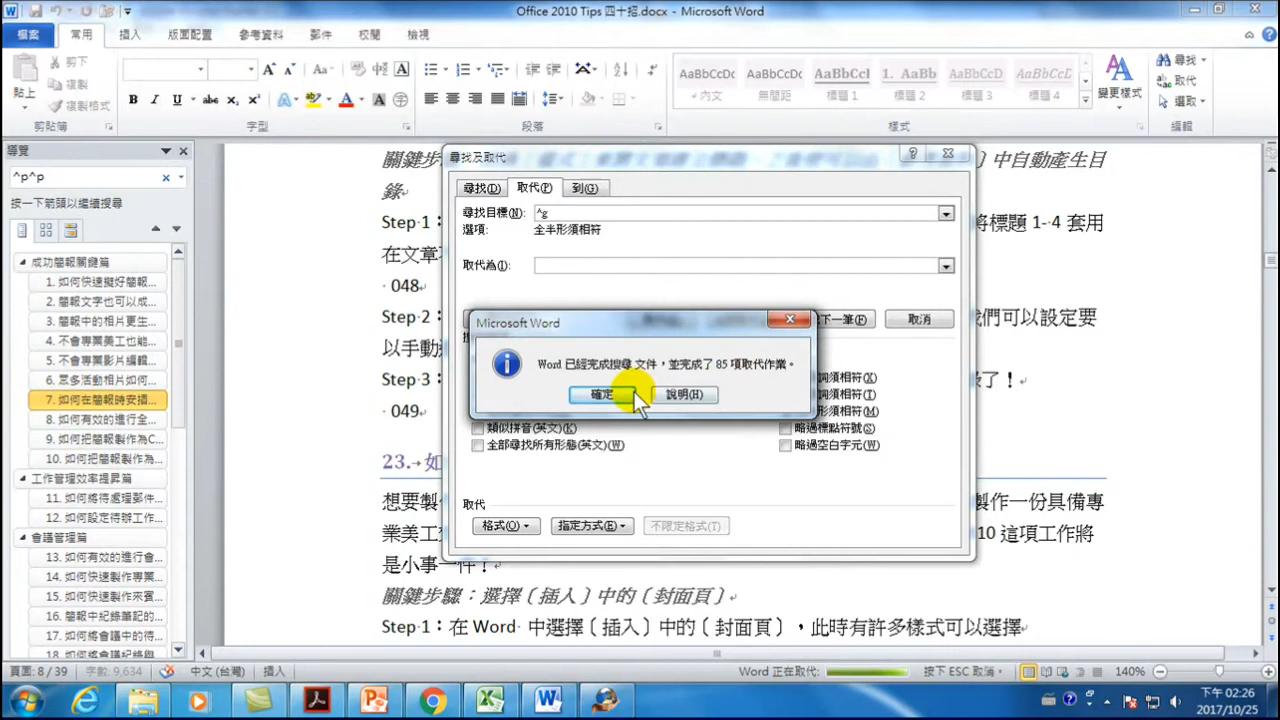 Office 2010 Tips 四十招.docx - Microsoft Word
檔案 常用 插入 版面配置 參考資料 郵件 校閱 檢視
貼上 剪下 複製 複製格式
AaBbCcDc AaBbCcDc AaBbCcI 1. AaBb AaBbCcDd AaBbCcDd
內文 無間距 標題 1 標題 2 標題 3 標題 4
變更樣式 尋找 取代 選取
剪貼簿 字型 段落 樣式 編輯
導覽
^p^p
按一下箭頭以繼續搜尋
成功簡報關鍵篇
1. 如何快速擬好簡報...
2. 簡報文字也可以成...
3. 簡報中的相片更生...
4. 不會專業美工也能...
5. 不會專業影片編輯...
6. 眾多活動相片如何...
7. 如何在簡報時安插...
8. 如何有效的進行全...
9. 如何把簡報製作為C...
10. 如何把簡報製作為...
工作管理效率提昇篇
11. 如何將待處理郵件...
12. 如何設定待辦工作...
會議管理篇
13. 如何有效的進行會...
14. 如何快速製作專業...
15. 如何快速製作來賓...
16. 簡報中紀錄筆記的...
17. 如何將會議中的待...
18. 如何將會議紀錄與
關鍵步
〕中自動產生目
錄
Step 1：
將標題 1- 4 套用
在文章
048
Step 2：
我們可以設定要
以手動
Step 3：
了！
049
23. 如
想要製
製作一份具備專
業美工
10 這項工作將
是小事一件！
關鍵步驟：選擇〔插入〕中的〔封面頁〕
Step 1：在 Word 中選擇〔插入〕中的〔封面頁〕，此時有許多樣式可以選擇
尋找及取代
尋找(D) 取代(P) 到(G)
尋找目標(N): ^g
選項: 全半形須相符
取代為(I):
下一筆(F) 取消
Microsoft Word
Word 已經完成搜尋 文件，並完成了 85 項取代作業。
確定 說明(H)
詞須相符(X)
詞須相符(T)
形須相符(M)
類似拼音(英文)(K) 略過標點符號(S)
全部尋找所有形態(英文)(W) 略過空白字元(W)
取代
格式(O) 指定方式(E) 不限定格式(T)
頁面: 8 / 39 字數: 9,634 中文 (台灣) 插入 Word 正在取代: 按下 ESC 取消 140%
下午 02:26
2017/10/25